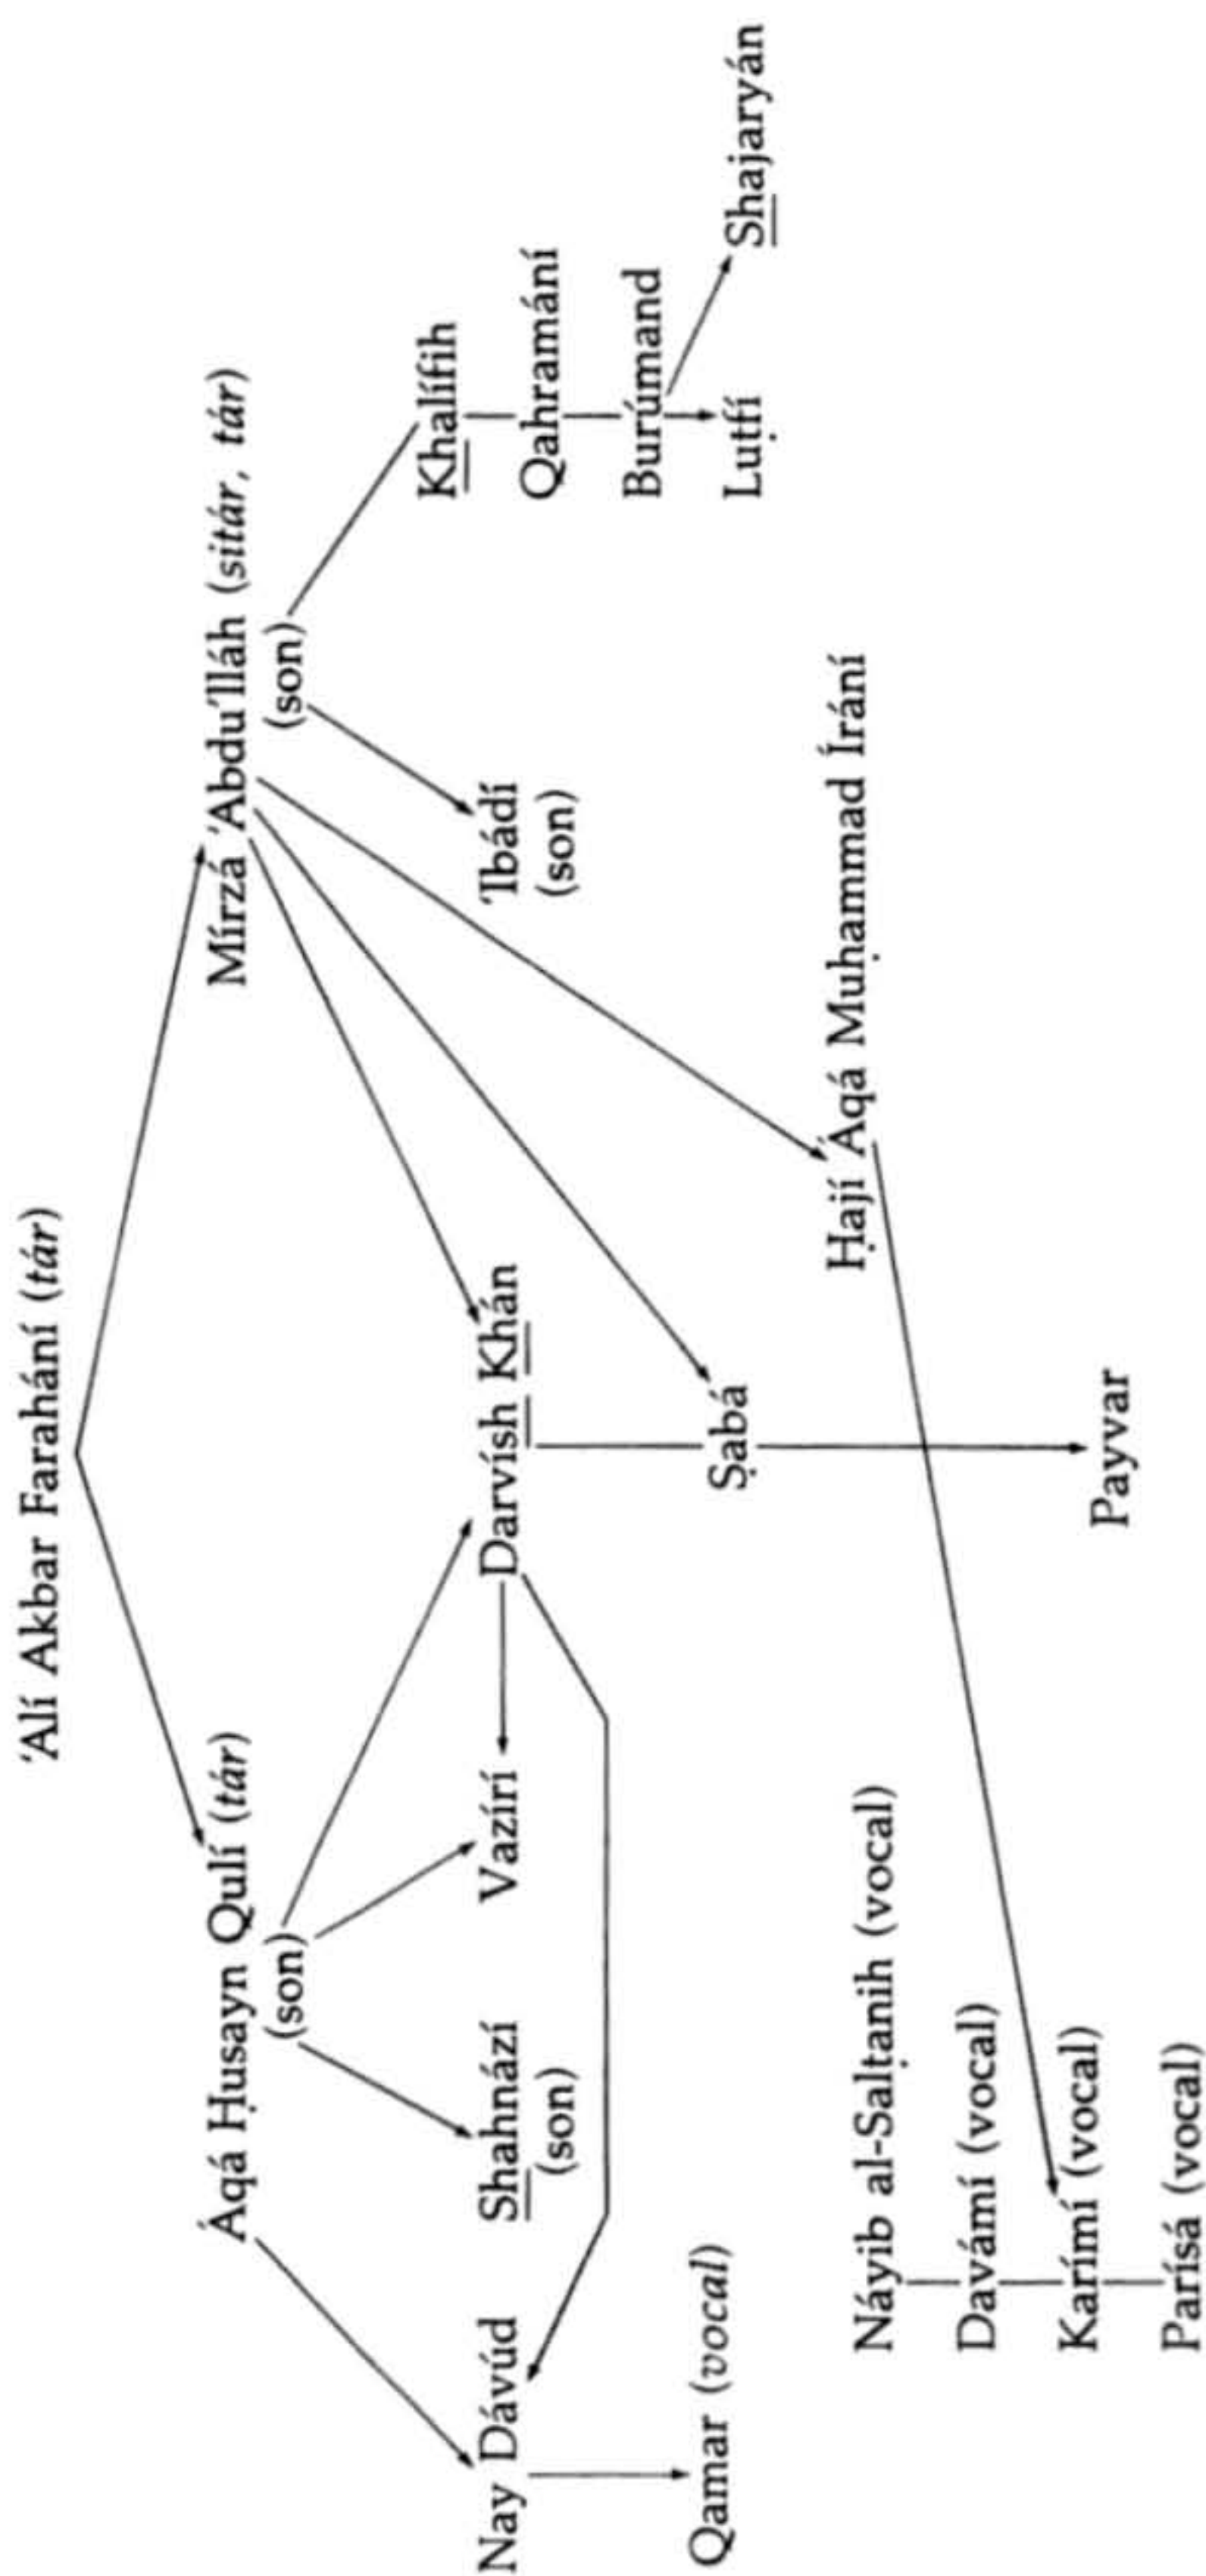 ‘Alí Akbar Faráhání (tár)
Áqá Ḥusayn Qulí (tár)
(son)
Mírzá ‘Abdu’lláh (sitár, tár)
(son)
Nay Dávúd
Shahnází
(son)
Vazírí
Darvísh Khán
‘Ibádí
(son)
Khalífih
Qahramání
Burúmand
Luṭfí
Shajaryán
Qamar (vocal)
Ṣabá
Ḥají Áqá Muḥammad Írání
Náyib al-Salṭanih (vocal)
Davámí (vocal)
Karímí (vocal)
Parísá (vocal)
Payvar